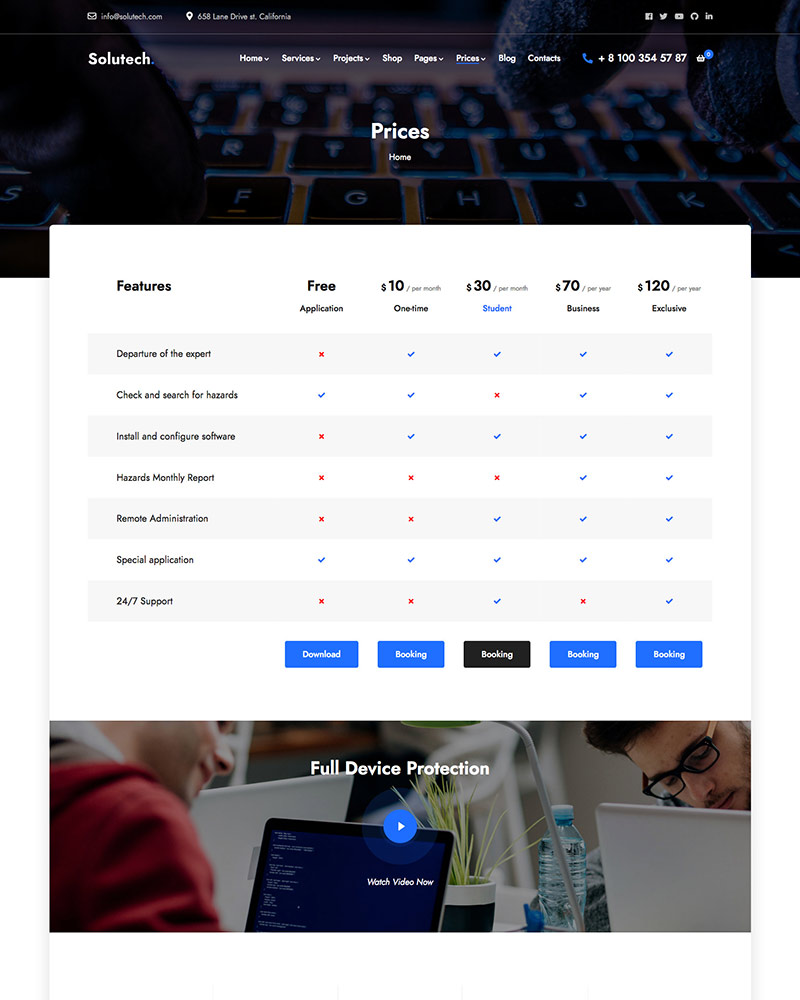 info@solutech.com 658 Lane Drive st. California
Solutech. Home Services Projects Shop Pages Prices Blog Contacts + 8 100 354 57 87 0
Prices
Home
S F G H J K
Features Free $ 10 / per month $ 30 / per month $ 70 / per year $ 120 / per year
Application One-time Student Business Exclusive
Departure of the expert
Check and search for hazards
Install and configure software
Hazards Monthly Report
Remote Administration
Special application
24/7 Support
Download Booking Booking Booking Booking
Full Device Protection
Watch Video Now